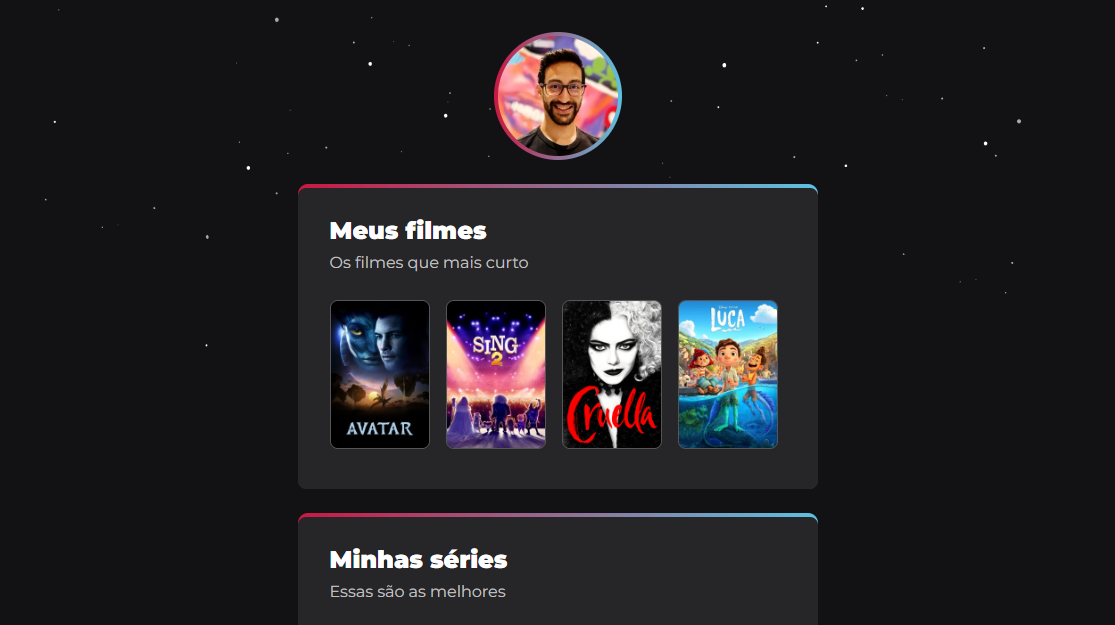 Meus filmes
Os filmes que mais curto
AVATAR
SING
2
Cruella
LUCA
Minhas séries
Essas são as melhores